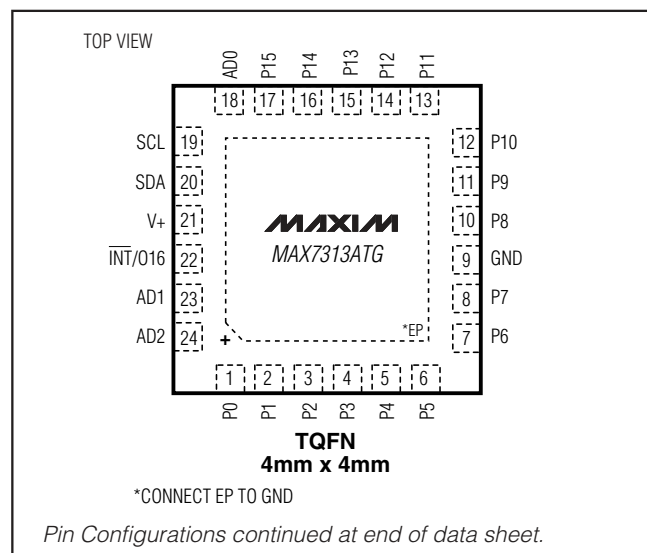 TOP VIEW
AD0 P15 P14 P13 P12 P11
18 17 16 15 14 13
SCL 19 12 P10
SDA 20 11 P9
V+ 21 10 P8
INT/O16 22 9 GND
AD1 23 8 P7
AD2 24 7 P6
MAXIM
MAX7313ATG
*EP
+
1 2 3 4 5 6
P0 P1 P2 P3 P4 P5
TQFN
4mm x 4mm
*CONNECT EP TO GND
Pin Configurations continued at end of data sheet.